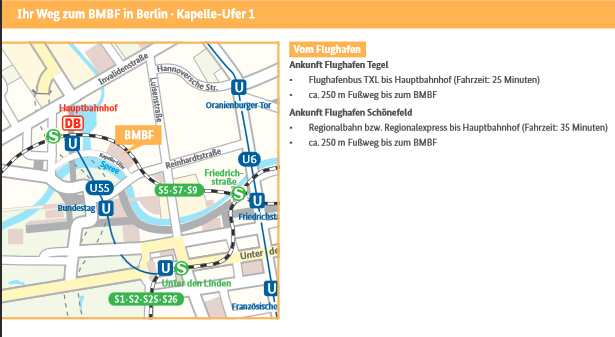 Ihr Weg zum BMBF in Berlin · Kapelle-Ufer 1
Vom Flughafen
Ankunft Flughafen Tegel
• Flughafenbus TXL bis Hauptbahnhof (Fahrzeit: 25 Minuten)
• ca. 250 m Fußweg bis zum BMBF
Ankunft Flughafen Schönefeld
• Regionalbahn bzw. Regionalexpress bis Hauptbahnhof (Fahrzeit: 35 Minuten)
• ca. 250 m Fußweg bis zum BMBF
Invalidenstraße
Hannoversche Str.
Luisenstraße
U
Oranienburger Tor
Hauptbahnhof
DB
S
U
BMBF
Kapelle-Ufer
Spree
Reinhardtstraße
U6
Friedrich-
straße
U55
S5·S7·S9
S
U
Bundestag
U
Friedrichst
Unter de
U
S
Unter den Linden
S1·S2·S25·S26
U
Französische